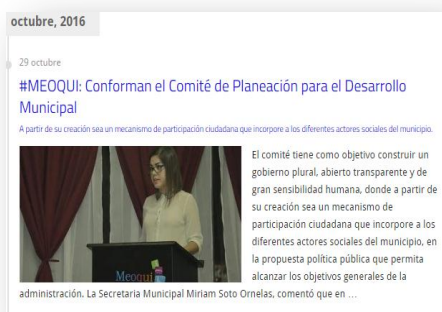 octubre, 2016
29 octubre
#MEOQUI: Conforman el Comité de Planeación para el Desarrollo
Municipal
A partir de su creación sea un mecanismo de participación ciudadana que incorpore a los diferentes actores sociales del municipio.
El comité tiene como objetivo construir un
gobierno plural, abierto transparente y de
gran sensibilidad humana, donde a partir de
su creación sea un mecanismo de
participación ciudadana que incorpore a los
diferentes actores sociales del municipio, en
la propuesta política pública que permita
alcanzar los objetivos generales de la
Meoqui
administración. La Secretaria Municipal Miriam Soto Ornelas, comentó que en …